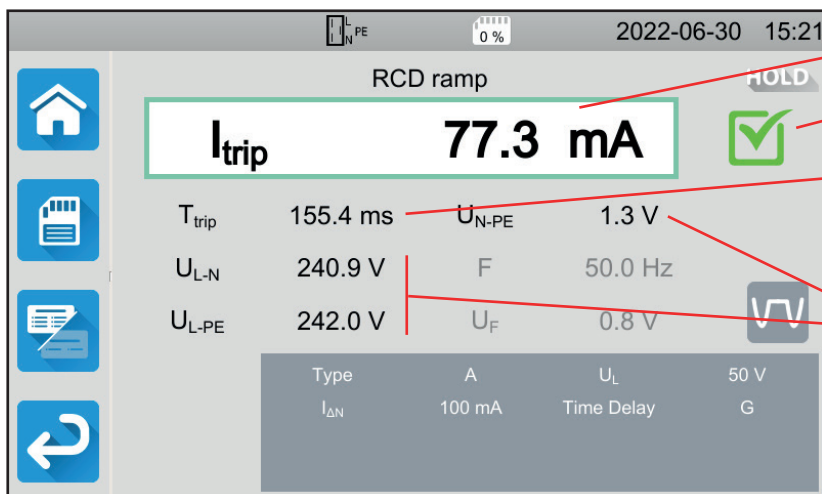 L
N PE 0 % 2022-06-30 15:21
RCD ramp HOLD
Itrip 77.3 mA
Ttrip 155.4 ms UN-PE 1.3 V
UL-N 240.9 V F 50.0 Hz
UL-PE 242.0 V UF 0.8 V
Type A UL 50 V
IΔN 100 mA Time Delay G